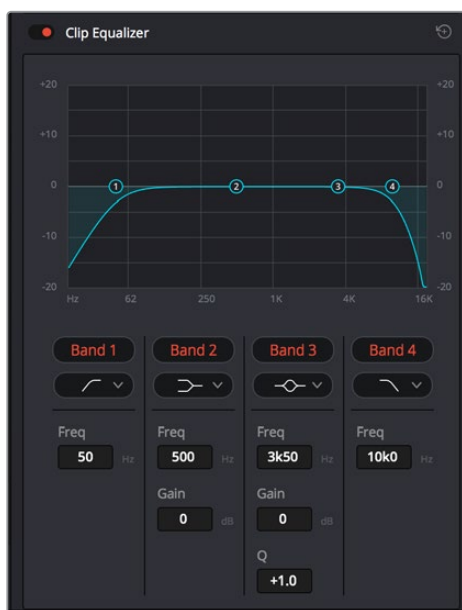 Clip Equalizer
+20 +20
+10 +10
0 1 2 3 4 0
-10 -10
-20 -20
Hz 62 250 1K 4K 16K
Band 1 Band 2 Band 3 Band 4
Freq Freq Freq Freq
50 Hz 500 Hz 3k50 Hz 10k0 Hz
Gain Gain
0 dB 0 dB
Q
+1.0